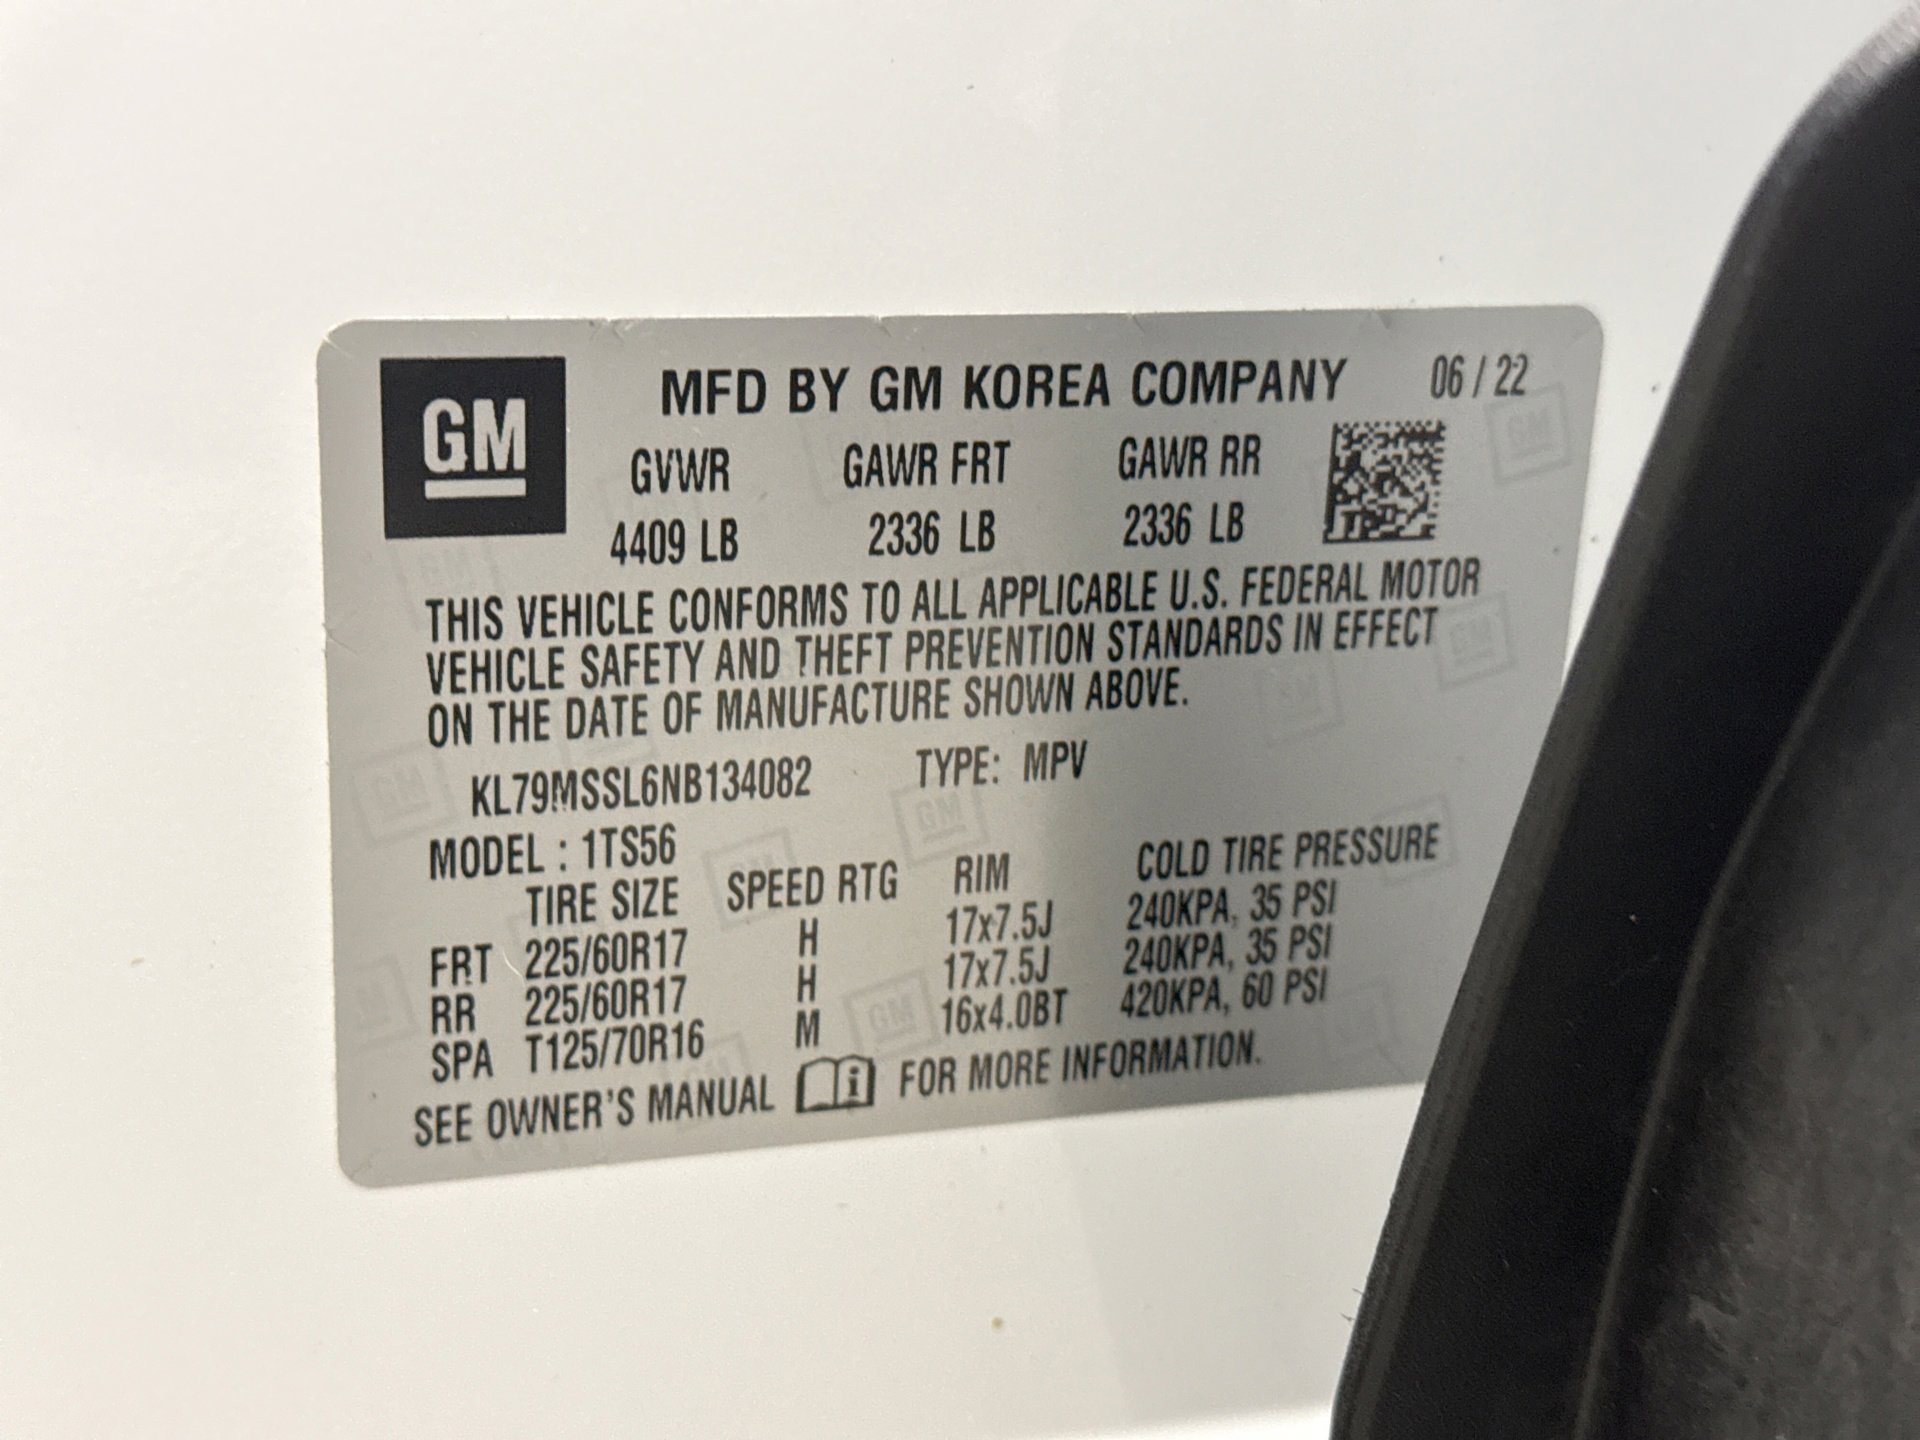 GM
MFD BY GM KOREA COMPANY 06 / 22
GVWR GAWR FRT GAWR RR
4409 LB 2336 LB 2336 LB
THIS VEHICLE CONFORMS TO ALL APPLICABLE U.S. FEDERAL MOTOR
VEHICLE SAFETY AND THEFT PREVENTION STANDARDS IN EFFECT
ON THE DATE OF MANUFACTURE SHOWN ABOVE.
KL79MSSL6NB134082 TYPE: MPV
MODEL : 1TS56
TIRE SIZE SPEED RTG RIM COLD TIRE PRESSURE
FRT 225/60R17 H 17x7.5J 240KPA, 35 PSI
RR 225/60R17 H 17x7.5J 240KPA, 35 PSI
SPA T125/70R16 M 16x4.0BT 420KPA, 60 PSI
SEE OWNER'S MANUAL i FOR MORE INFORMATION.